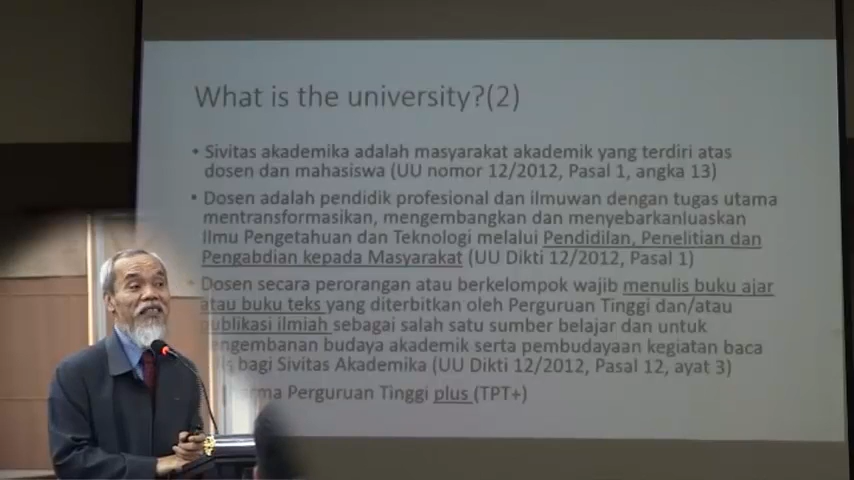 What is the university?(2)
• Sivitas akademika adalah masyarakat akademik yang terdiri atas
dosen dan mahasiswa (UU nomor 12/2012, Pasal 1, angka 13)
• Dosen adalah pendidik profesional dan ilmuwan dengan tugas utama
mentransformasikan, mengembangkan dan menyebarkanluaskan
Ilmu Pengetahuan dan Teknologi melalui Pendidilan, Penelitian dan
Pengabdian kepada Masyarakat (UU Dikti 12/2012, Pasal 1)
Dosen secara perorangan atau berkelompok wajib menulis buku ajar
atau buku teks yang diterbitkan oleh Perguruan Tinggi dan/atau
publikasi ilmiah sebagai salah satu sumber belajar dan untuk
pengembanan budaya akademik serta pembudayaan kegiatan baca
bagi Sivitas Akademika (UU Dikti 12/2012, Pasal 12, ayat 3)
Perguruan Tinggi plus (TPT+)